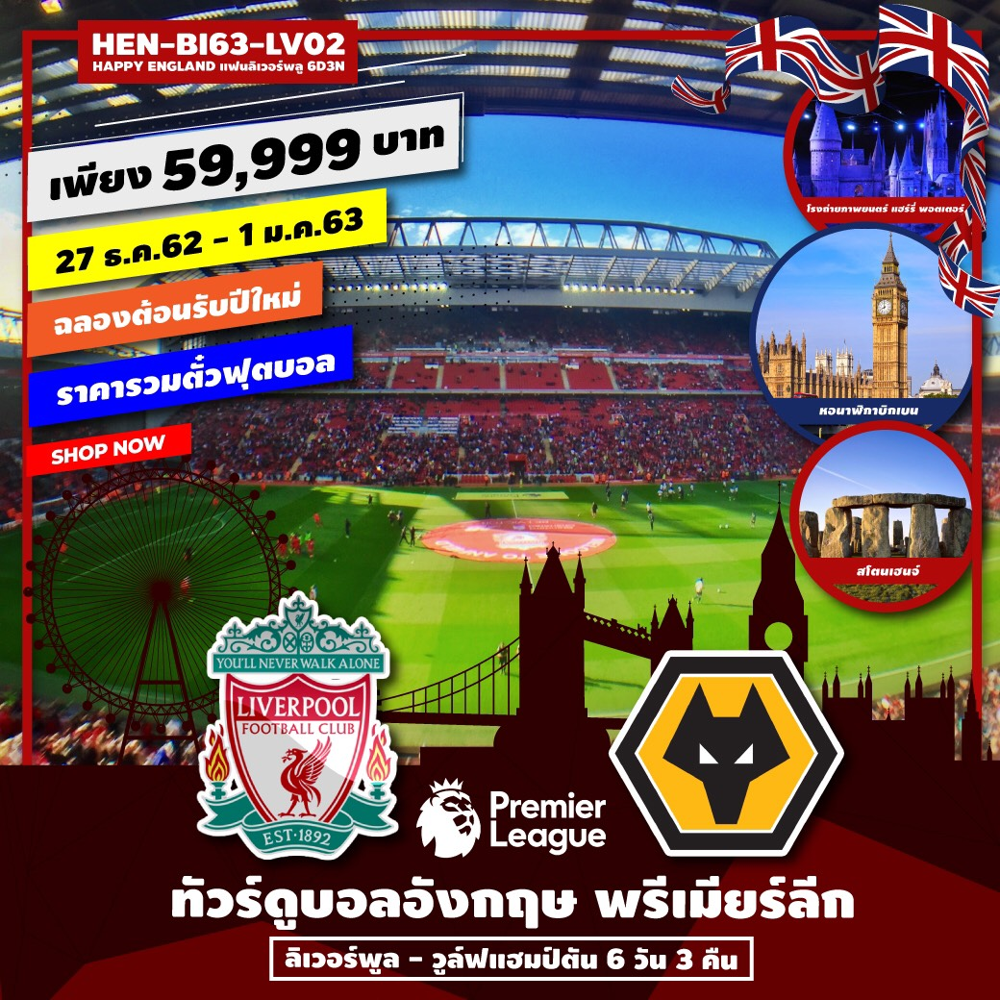 HEN-BI63-LV02
HAPPY ENGLAND แฟนลิเวอร์พลู 6D3N
เพียง 59,999 บาท
27 ธ.ค.62 - 1 ม.ค.63
ฉลองต้อนรับปีใหม่
ราคารวมตั๋วฟุตบอล
SHOP NOW
โรงถ่ายภาพยนตร์ แฮร์รี่ พอตเตอร์
หอนาฬิกาบิกเบน
สโตนเฮนจ์
YOU'LL NEVER WALK ALONE
LIVERPOOL
FOOTBALL CLUB
EST·1892
Premier
League
ทัวร์ดูบอลอังกฤษ พรีเมียร์ลีก
ลิเวอร์พูล - วูล์ฟแฮมป์ตัน 6 วัน 3 คืน